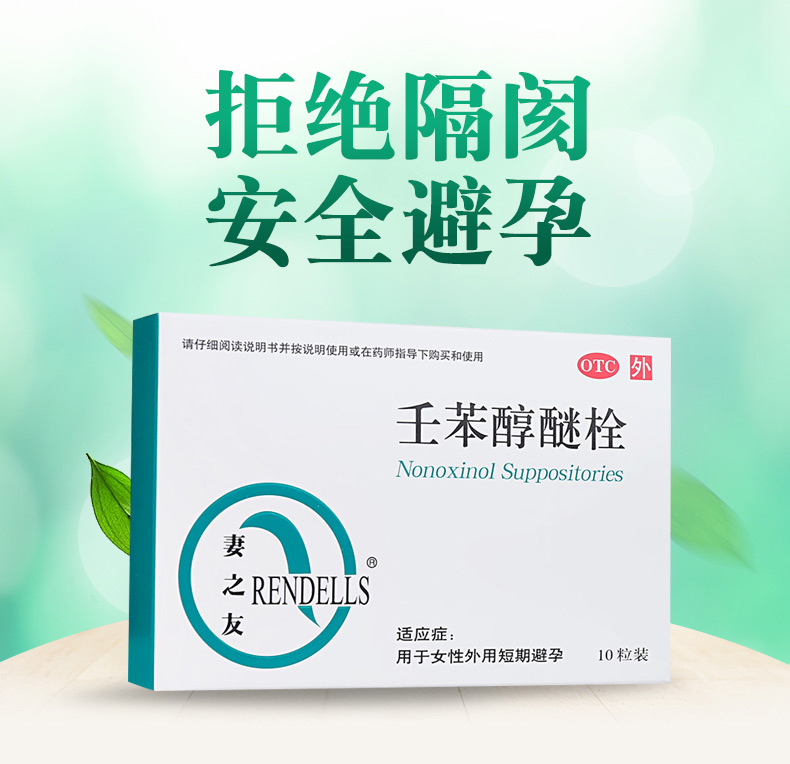 拒绝隔阂
安全避孕
请仔细阅读说明书并按说明使用或在药师指导下购买和使用
OTC 外
壬苯醇醚栓
Nonoxinol Suppositories
妻之友
RENDELLS®
适应症：
用于女性外用短期避孕
10粒装